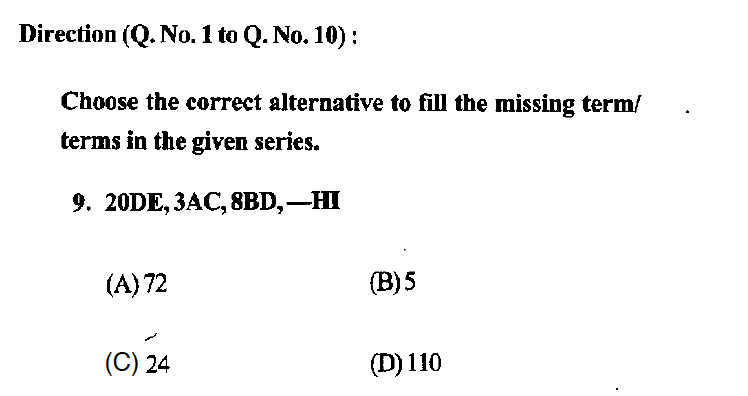 Direction (Q. No. 1 to Q. No. 10) :
Choose the correct alternative to fill the missing term/
terms in the given series.
9. 20DE, 3AC, 8BD, —HI
(A) 72 (B) 5
(C) 24 (D) 110